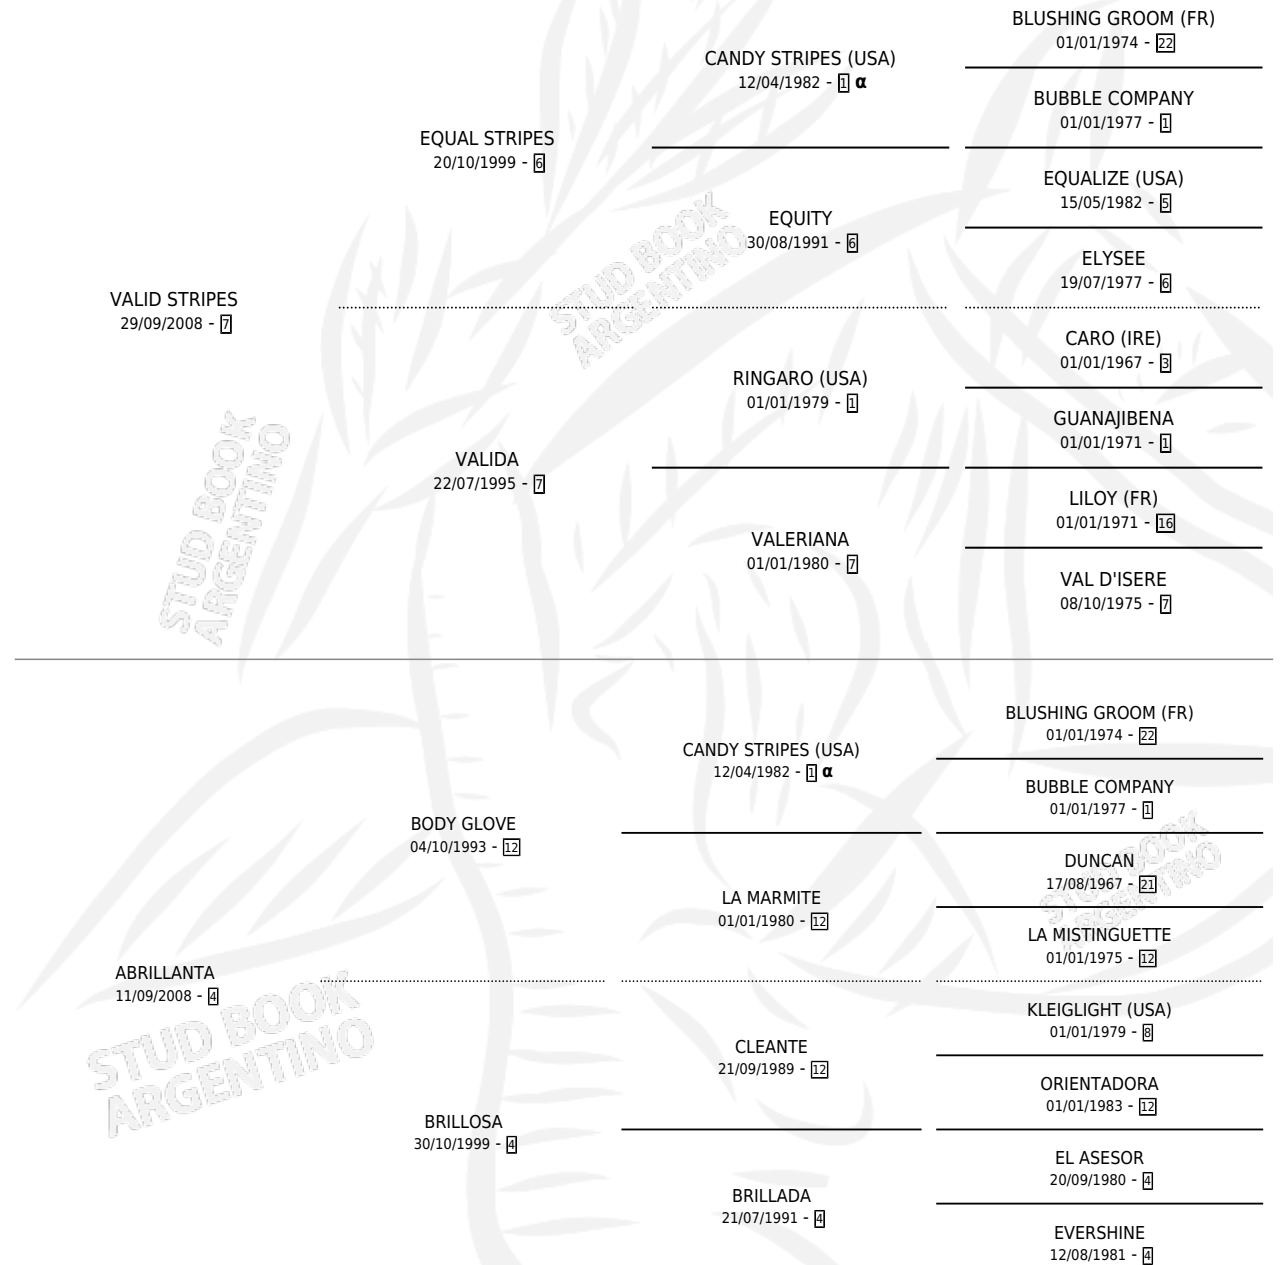 BLUSHING GROOM (FR)
01/01/1974 - 22
CANDY STRIPES (USA)
12/04/1982 - 1 α
BUBBLE COMPANY
01/01/1977 - 1
EQUAL STRIPES
20/10/1999 - 6
EQUALIZE (USA)
15/05/1982 - 5
EQUITY
30/08/1991 - 6
ELYSEE
19/07/1977 - 6
VALID STRIPES
29/09/2008 - 7
CARO (IRE)
01/01/1967 - 3
RINGARO (USA)
01/01/1979 - 1
GUANAJIBENA
01/01/1971 - 1
VALIDA
22/07/1995 - 7
LILOY (FR)
01/01/1971 - 16
VALERIANA
01/01/1980 - 7
VAL D'ISERE
08/10/1975 - 7
BLUSHING GROOM (FR)
01/01/1974 - 22
CANDY STRIPES (USA)
12/04/1982 - 1 α
BUBBLE COMPANY
01/01/1977 - 1
BODY GLOVE
04/10/1993 - 12
DUNCAN
17/08/1967 - 21
LA MARMITE
01/01/1980 - 12
LA MISTINGUETTE
01/01/1975 - 12
ABRILLANTA
11/09/2008 - 4
KLEIGLIGHT (USA)
01/01/1979 - 8
CLEANTE
21/09/1989 - 12
ORIENTADORA
01/01/1983 - 12
BRILLOSA
30/10/1999 - 4
EL ASESOR
20/09/1980 - 4
BRILLADA
21/07/1991 - 4
EVERSHINE
12/08/1981 - 4
STUD BOOK
ARGENTINO
STUD BOOK
ARGENTINO
STUD BOOK
ARGENTINO
STUD BOOK
ARGENTINO